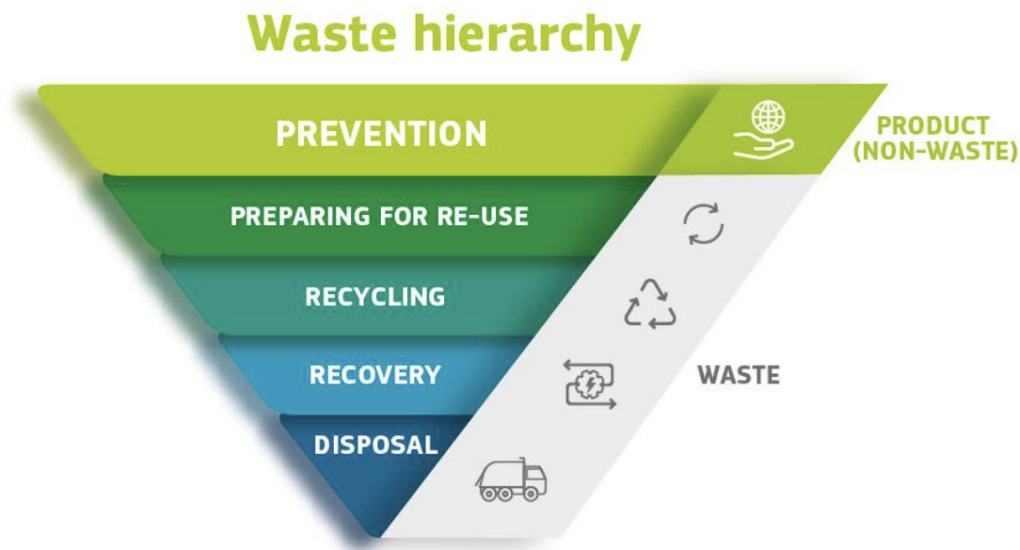 Waste hierarchy
PREVENTION
PRODUCT
(NON-WASTE)
PREPARING FOR RE-USE
RECYCLING
RECOVERY
WASTE
DISPOSAL